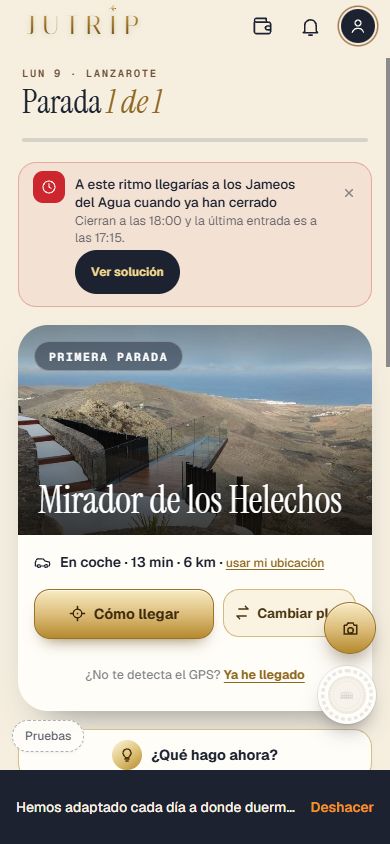 JUTRIP
LUN 9 · LANZAROTE
Parada 1 de 1
A este ritmo llegarías a los Jameos
del Agua cuando ya han cerrado
Cierran a las 18:00 y la última entrada es a
las 17:15.
Ver solución
PRIMERA PARADA
Mirador de los Helechos
En coche · 13 min · 6 km · usar mi ubicación
Cómo llegar
Cambiar pl
¿No te detecta el GPS? Ya he llegado
Pruebas
¿Qué hago ahora?
Hemos adaptado cada día a donde duerm... Deshacer